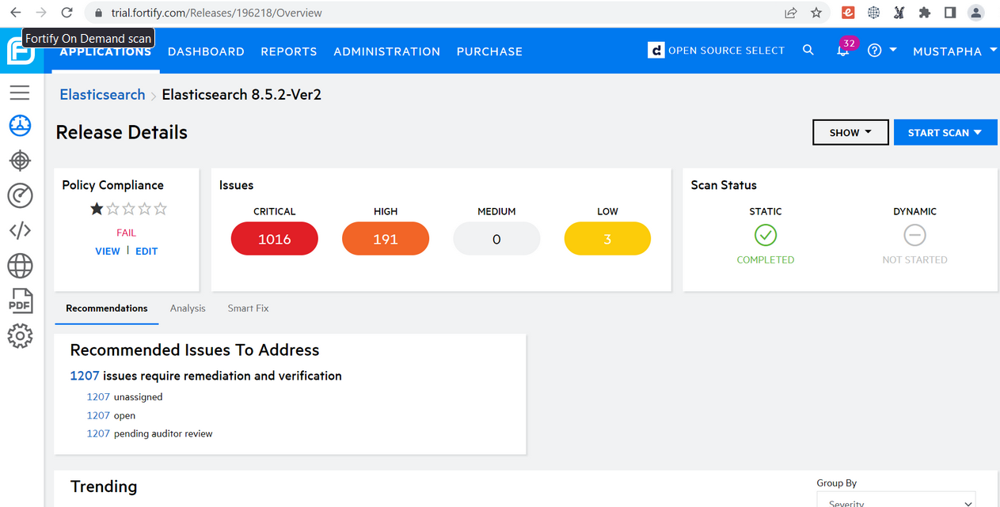 trial.fortify.com/Releases/196218/Overview
Fortify On Demand scan
APPLICATIONS DASHBOARD REPORTS ADMINISTRATION PURCHASE d OPEN SOURCE SELECT 32 ? MUSTAPHA
Elasticsearch > Elasticsearch 8.5.2-Ver2
Release Details
SHOW START SCAN
Policy Compliance
FAIL
VIEW | EDIT
Issues
CRITICAL HIGH MEDIUM LOW
1016 191 0 3
Scan Status
STATIC DYNAMIC
COMPLETED NOT STARTED
PDF
Recommendations Analysis Smart Fix
Recommended Issues To Address
1207 issues require remediation and verification
1207 unassigned
1207 open
1207 pending auditor review
Trending
Group By
Severity